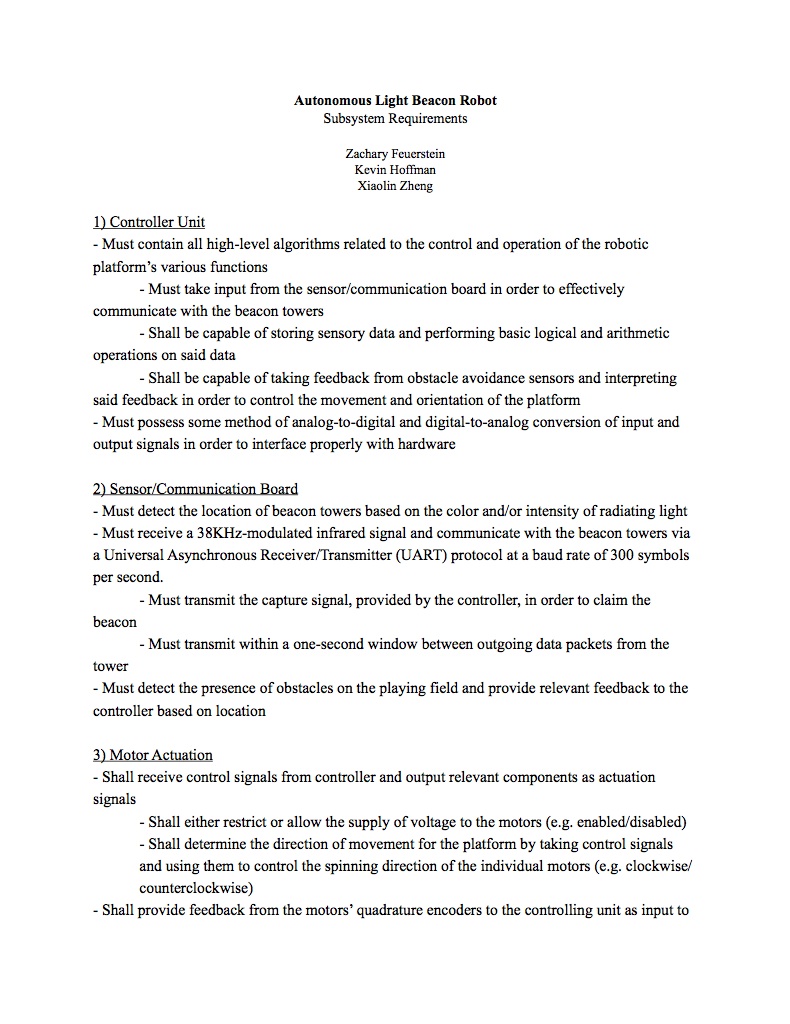 Autonomous Light Beacon Robot
Subsystem Requirements
Zachary Feuerstein
Kevin Hoffman
Xiaolin Zheng
1) Controller Unit
- Must contain all high-level algorithms related to the control and operation of the robotic
platform’s various functions
- Must take input from the sensor/communication board in order to effectively
communicate with the beacon towers
- Shall be capable of storing sensory data and performing basic logical and arithmetic
operations on said data
- Shall be capable of taking feedback from obstacle avoidance sensors and interpreting
said feedback in order to control the movement and orientation of the platform
- Must possess some method of analog-to-digital and digital-to-analog conversion of input and
output signals in order to interface properly with hardware
2) Sensor/Communication Board
- Must detect the location of beacon towers based on the color and/or intensity of radiating light
- Must receive a 38KHz-modulated infrared signal and communicate with the beacon towers via
a Universal Asynchronous Receiver/Transmitter (UART) protocol at a baud rate of 300 symbols
per second.
- Must transmit the capture signal, provided by the controller, in order to claim the
beacon
- Must transmit within a one-second window between outgoing data packets from the
tower
- Must detect the presence of obstacles on the playing field and provide relevant feedback to the
controller based on location
3) Motor Actuation
- Shall receive control signals from controller and output relevant components as actuation
signals
- Shall either restrict or allow the supply of voltage to the motors (e.g. enabled/disabled)
- Shall determine the direction of movement for the platform by taking control signals
and using them to control the spinning direction of the individual motors (e.g. clockwise/
counterclockwise)
- Shall provide feedback from the motors’ quadrature encoders to the controlling unit as input to